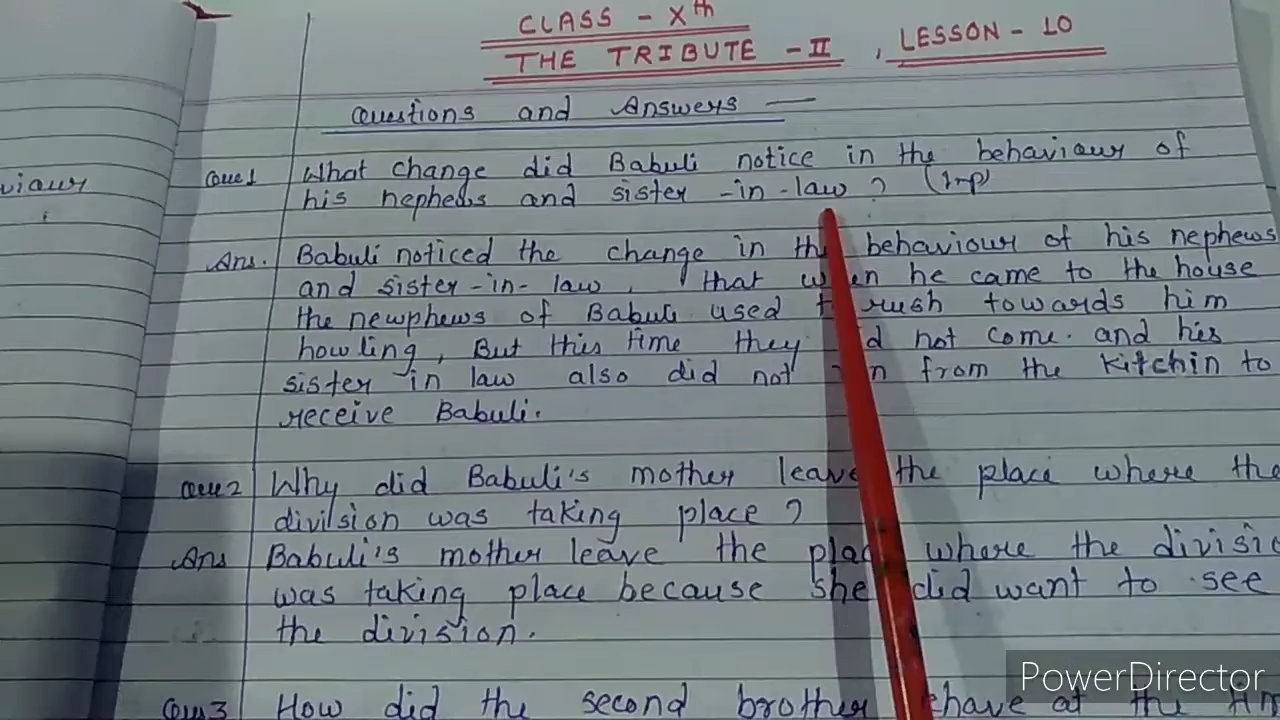 CLASS - Xth
THE TRIBUTE - II , LESSON - 10
Questions and Answers —
viour
Que1 What change did Babuli notice in the behaviour of
his nephews and sister -in -law ? (Imp)
Ans. Babuli noticed the change in the behaviour of his nephews
and sister -in- law , that when he came to the house
the newphews of Babuli used to rush towards him
howling, But this time they did not come. and his
sister in law also did not from the kitchin to
receive Babuli.
Que2 Why did Babuli's mother leave the place where the
division was taking place ?
Ans Babuli's mother leave the place where the divisio
was taking place because she did want to see
the division.
Que3 How did the second brother behave at the tim
PowerDirector